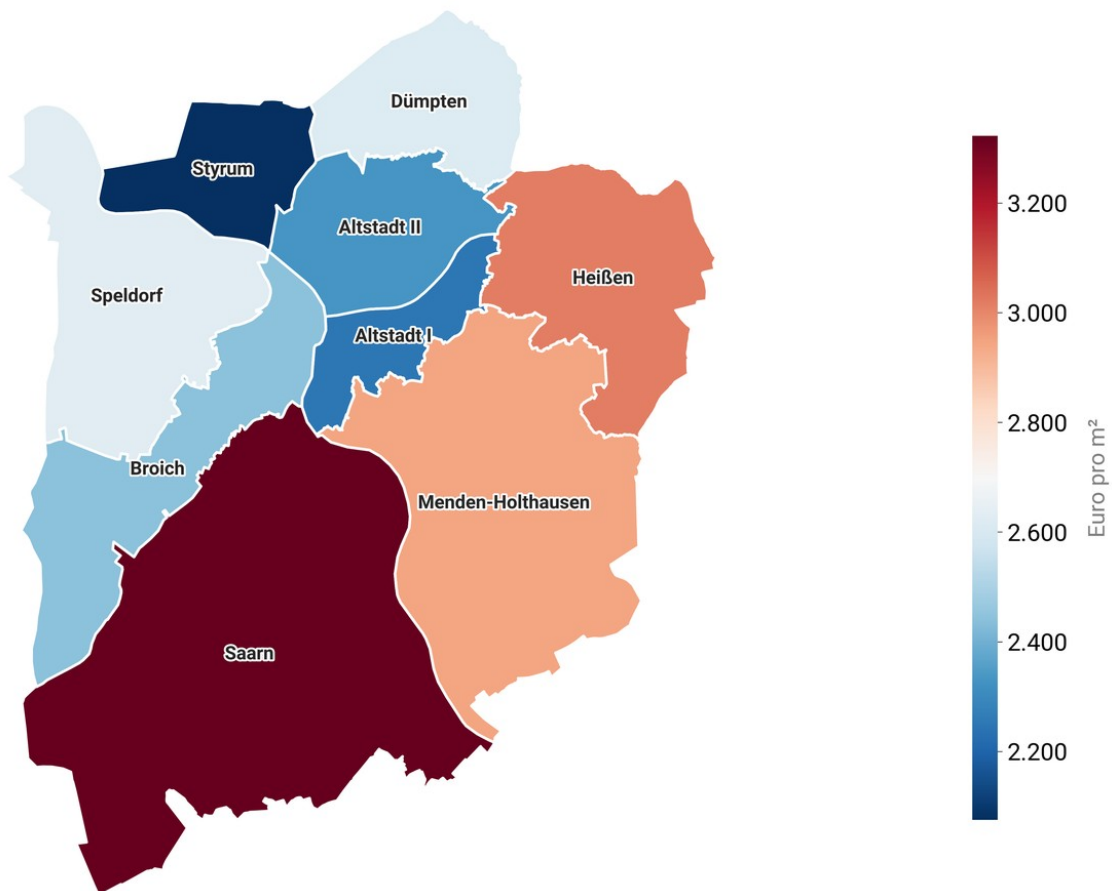 Dümpten
Styrum
Altstadt II
Heißen
Speldorf
Altstadt I
Broich
Menden-Holthausen
Saarn
3.200
3.000
2.800
2.600
2.400
2.200
Euro pro m²